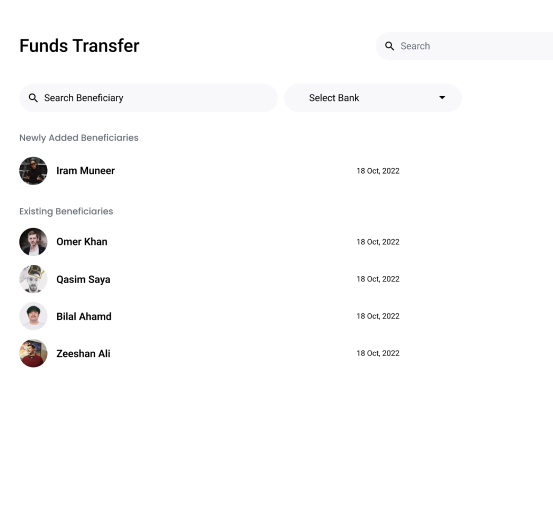 Funds Transfer
Search
Search Beneficiary
Select Bank
Newly Added Beneficiaries
Iram Muneer 18 Oct, 2022
Existing Beneficiaries
Omer Khan 18 Oct, 2022
Qasim Saya 18 Oct, 2022
Bilal Ahamd 18 Oct, 2022
Zeeshan Ali 18 Oct, 2022